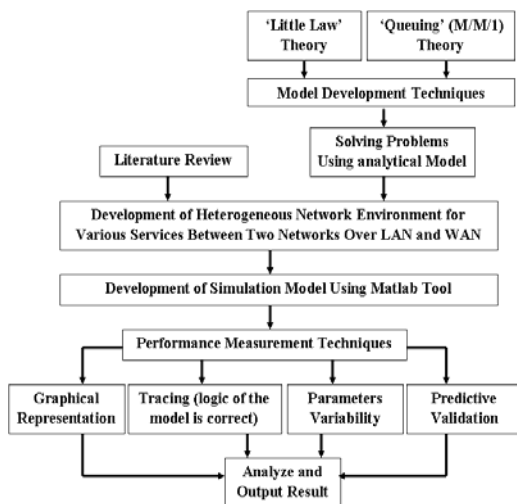 'Little Law'
Theory
'Queuing' (M/M/1)
Theory
Model Development Techniques
Solving Problems
Using analytical Model
Literature Review
Development of Heterogeneous Network Environment for
Various Services Between Two Networks Over LAN and WAN
Development of Simulation Model Using Matlab Tool
Performance Measurement Techniques
Graphical
Representation
Tracing (logic of the
model is correct)
Parameters
Variability
Predictive
Validation
Analyze and
Output Result